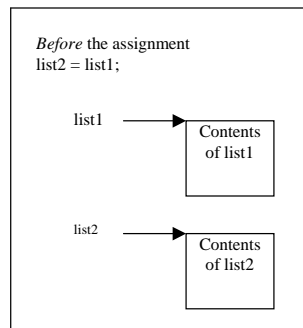 Before the assignment
list2 = list1;
list1
Contents
of list1
list2
Contents
of list2